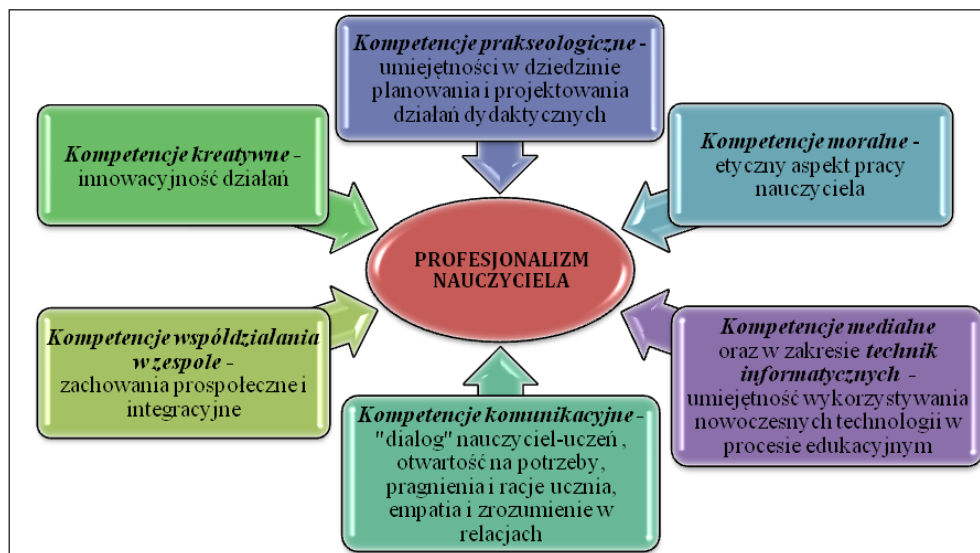 Kompetencje prakseologiczne -
umiejętności w dziedzinie
planowania i projektowania
działań dydaktycznych
Kompetencje kreatywne -
innowacyjność działań
Kompetencje moralne -
etyczny aspekt pracy
nauczyciela
PROFESJONALIZM
NAUCZYCIELA
Kompetencje współdziałania
w zespole -
zachowania prospołeczne i
integracyjne
Kompetencje medialne
oraz w zakresie technik
informatycznych -
umiejętność wykorzystywania
nowoczesnych technologii w
procesie edukacyjnym
Kompetencje komunikacyjne -
"dialog" nauczyciel-uczeń ,
otwartość na potrzeby,
pragnienia i racje ucznia,
empatia i zrozumienie w
relacjach